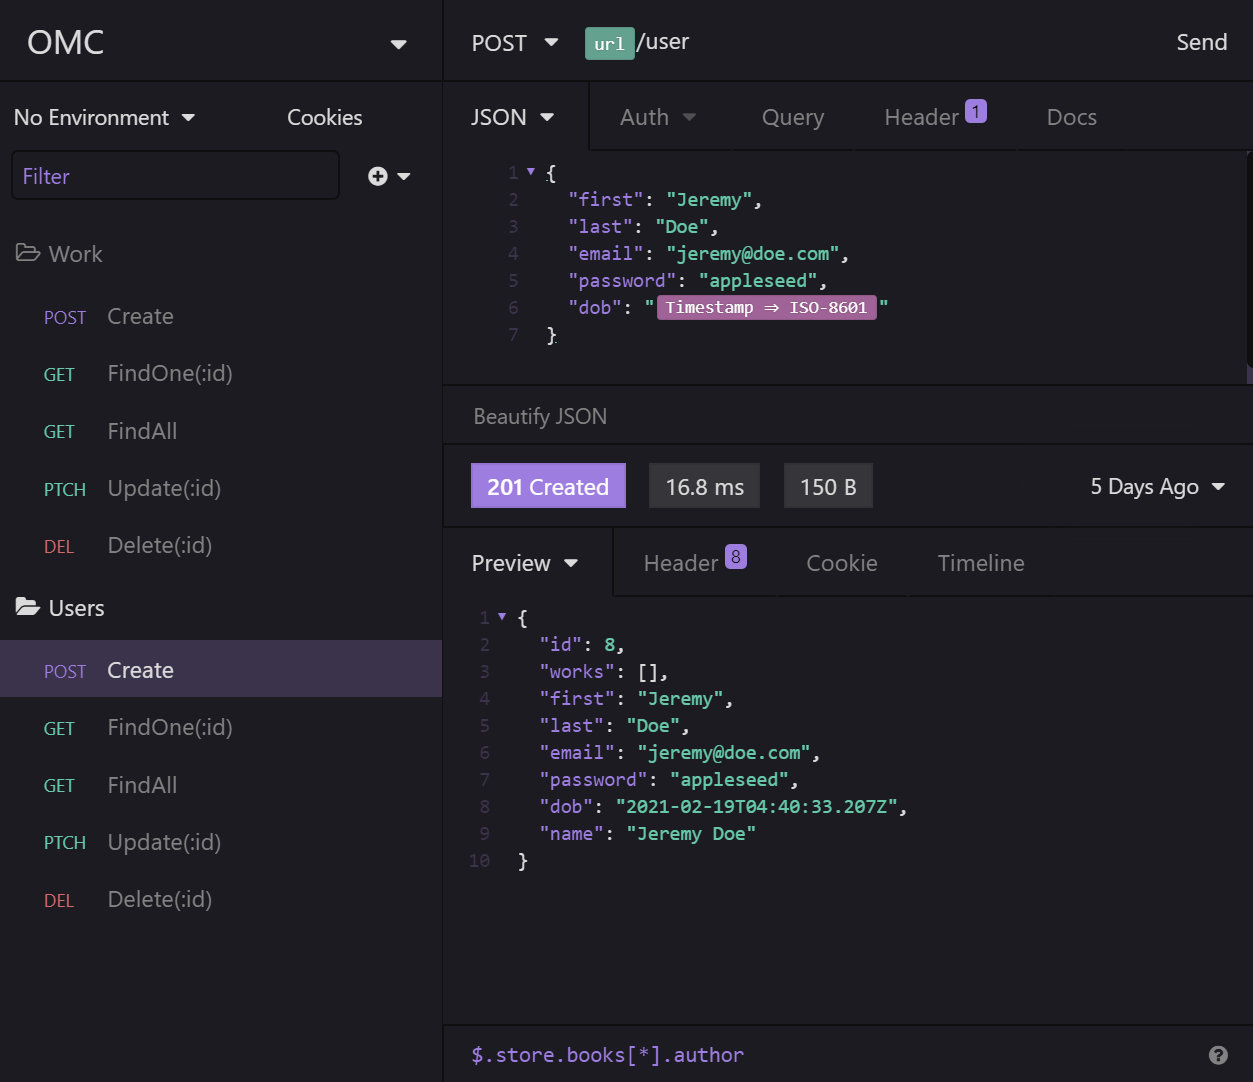 OMC
No Environment Cookies
Filter
Work
POST Create
GET FindOne(:id)
GET FindAll
PTCH Update(:id)
DEL Delete(:id)
Users
POST Create
GET FindOne(:id)
GET FindAll
PTCH Update(:id)
DEL Delete(:id)
POST url/user Send
JSON Auth Query Header 1 Docs
1 {
2 "first": "Jeremy",
3 "last": "Doe",
4 "email": "jeremy@doe.com",
5 "password": "appleseed",
6 "dob": "Timestamp ⇒ ISO-8601"
7 }
Beautify JSON
201 Created 16.8 ms 150 B 5 Days Ago
Preview Header 8 Cookie Timeline
1 {
2 "id": 8,
3 "works": [],
4 "first": "Jeremy",
5 "last": "Doe",
6 "email": "jeremy@doe.com",
7 "password": "appleseed",
8 "dob": "2021-02-19T04:40:33.207Z",
9 "name": "Jeremy Doe"
10 }
$.store.books[*].author ?